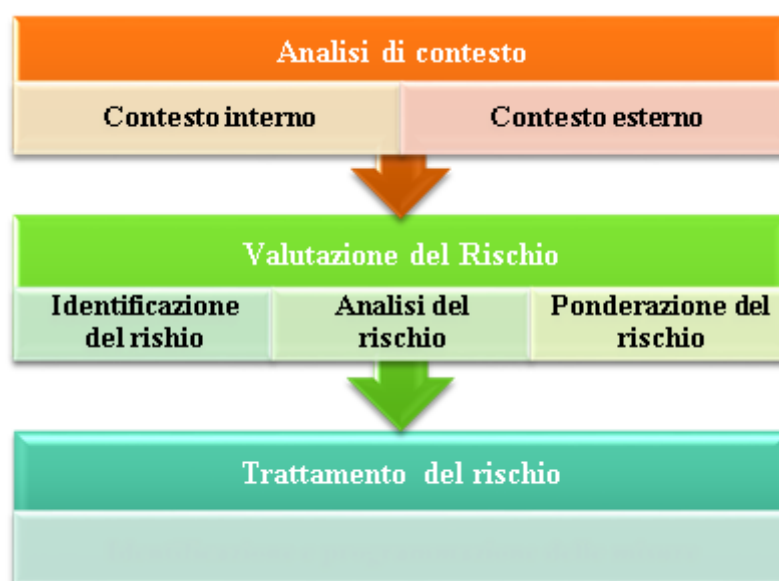 Analisi di contesto
Contesto interno
Contesto esterno
Valutazione del Rischio
Identificazione
del rishio
Analisi del
rischio
Ponderazione del
rischio
Trattamento del rischio